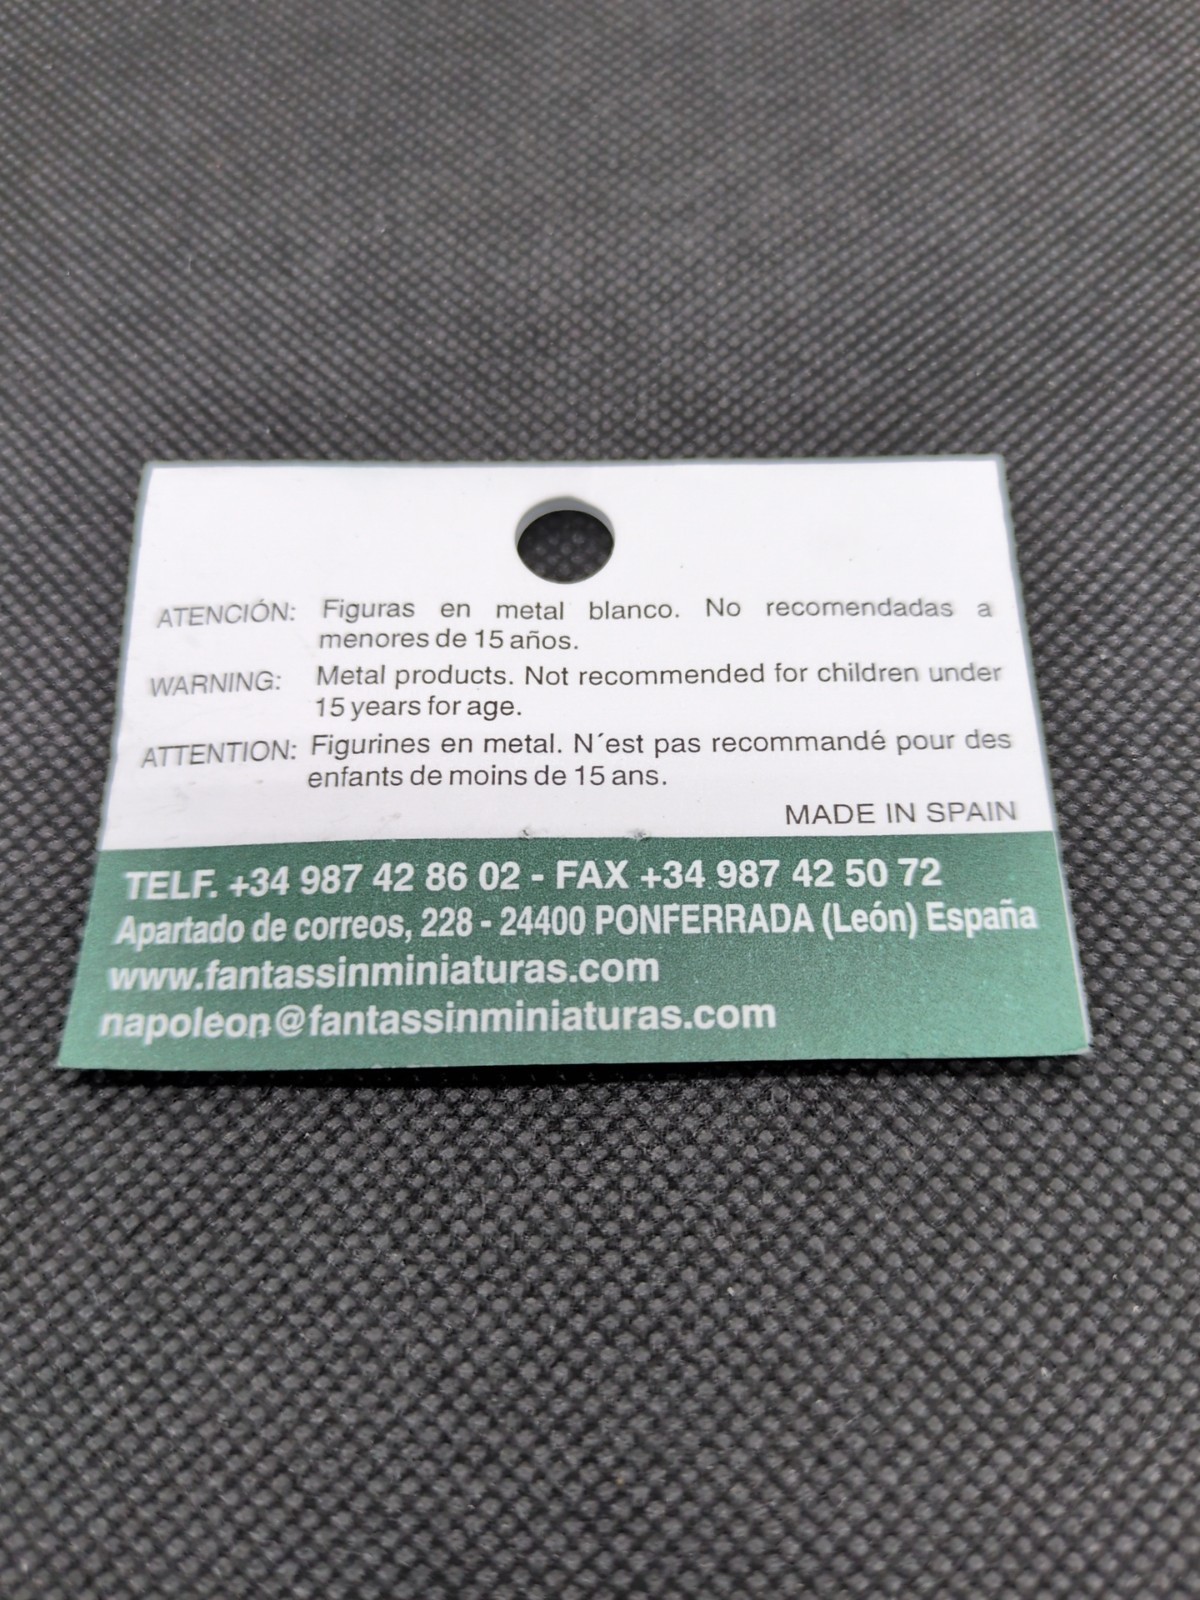 ATENCIÓN: Figuras en metal blanco. No recomendadas a
menores de 15 años.
WARNING: Metal products. Not recommended for children under
15 years for age.
ATTENTION: Figurines en metal. N´est pas recommandé pour des
enfants de moins de 15 ans.
MADE IN SPAIN
TELF. +34 987 42 86 02 - FAX +34 987 42 50 72
Apartado de correos, 228 - 24400 PONFERRADA (León) España
www.fantassinminiaturas.com
napoleon@fantassinminiaturas.com